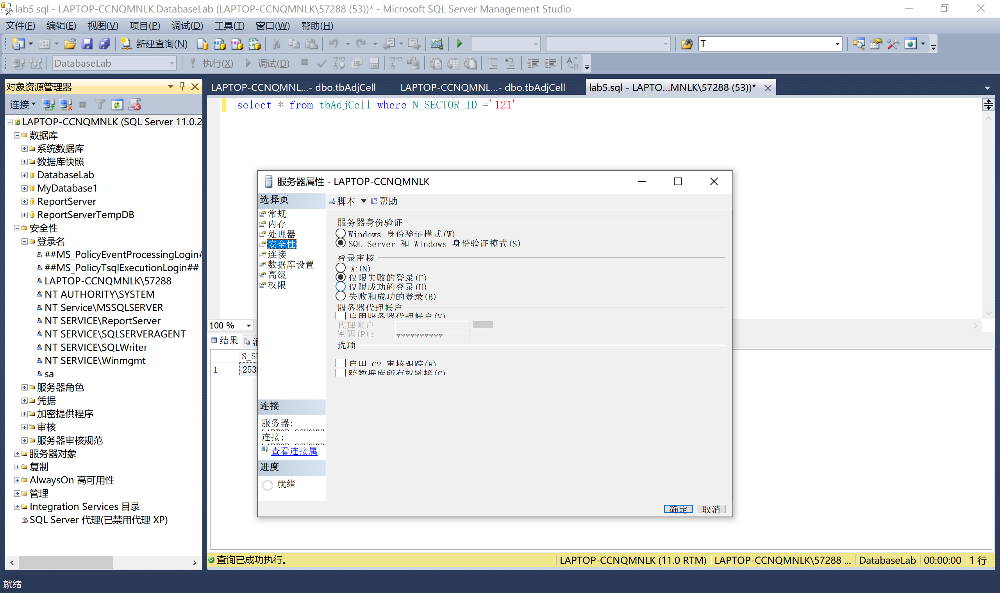 lab5.sql - LAPTOP-CCNQMNLK.DatabaseLab (LAPTOP-CCNQMNLK\57288 (53))* - Microsoft SQL Server Management Studio
文件(F) 编辑(E) 视图(V) 项目(P) 调试(D) 工具(T) 窗口(W) 帮助(H)
新建查询(N) T
DatabaseLab 执行(X) 调试(D)
对象资源管理器
连接
LAPTOP-CCNQMNLK (SQL Server 11.0.2
数据库
系统数据库
数据库快照
DatabaseLab
MyDatabase1
ReportServer
ReportServerTempDB
安全性
登录名
##MS_PolicyEventProcessingLogin#
##MS_PolicyTsqlExecutionLogin##
LAPTOP-CCNQMNLK\57288
NT AUTHORITY\SYSTEM
NT Service\MSSQLSERVER
NT SERVICE\ReportServer
NT SERVICE\SQLSERVERAGENT
NT SERVICE\SQLWriter
NT SERVICE\Winmgmt
sa
服务器角色
凭据
加密提供程序
审核
服务器审核规范
服务器对象
复制
AlwaysOn 高可用性
管理
Integration Services 目录
SQL Server 代理(已禁用代理 XP)
LAPTOP-CCNQMNL...- dbo.tbAdjCell LAPTOP-CCNQMNL...- dbo.tbAdjCell lab5.sql - LAPTO...MNLK\57288 (53))*
select * from tbAdjCell where N_SECTOR_ID ='121'
100 %
结果
1 253
服务器属性 - LAPTOP-CCNQMNLK
选择页
常规
内存
处理器
安全性
连接
数据库设置
高级
权限
连接
服务器:
连接:
查看连接属
进度
就绪
脚本 帮助
服务器身份验证
Windows 身份验证模式(W)
SQL Server 和 Windows 身份验证模式(S)
登录审核
无(N)
仅限失败的登录(F)
仅限成功的登录(U)
失败和成功的登录(B)
服务器代理帐户
启用服务器代理帐户(V)
代理帐户
密码(P): **********
选项
启用 C2 审核跟踪(E)
跨数据库所有权链接(C)
确定 取消
查询已成功执行。 LAPTOP-CCNQMNLK (11.0 RTM) LAPTOP-CCNQMNLK\57288 ... DatabaseLab 00:00:00 1 行
就绪